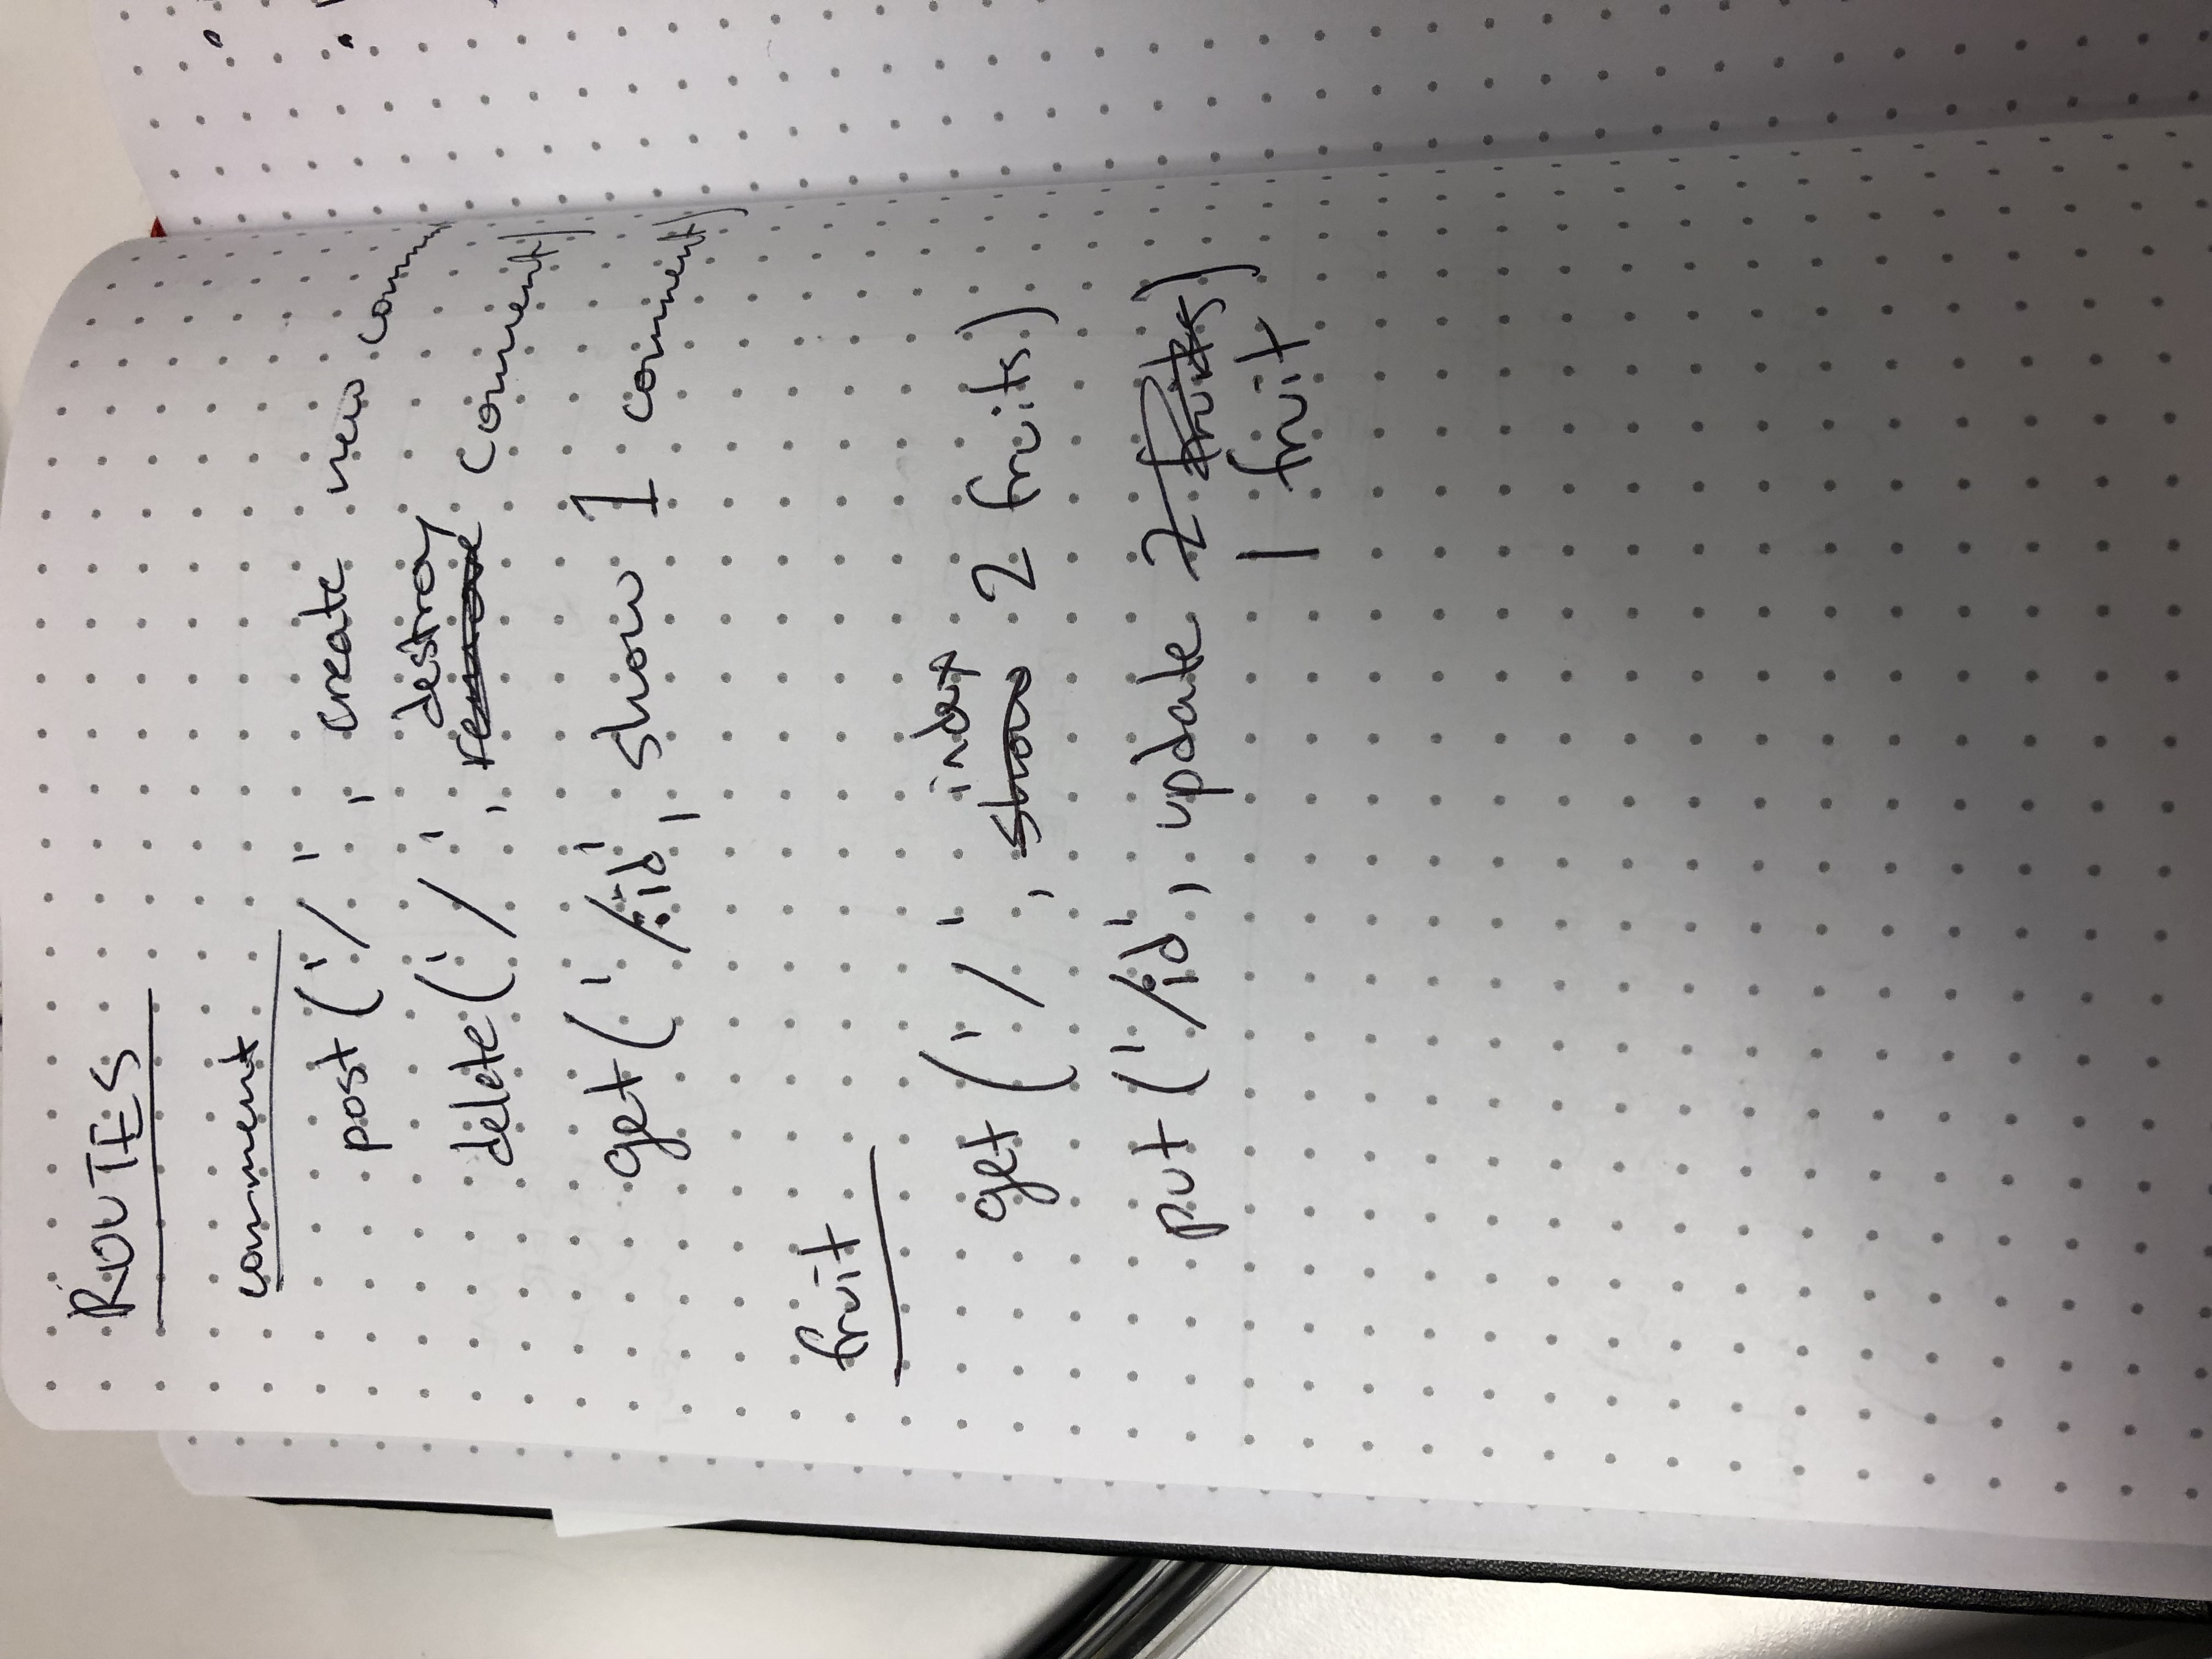 ROUTES
comment
post('/', create new comm
destroy
delete('/', remove comment)
get('/:id', show 1 comment)
fruit
index
get('/', show 2 fruits)
put('/id', update 2 fruits)
1 fruit